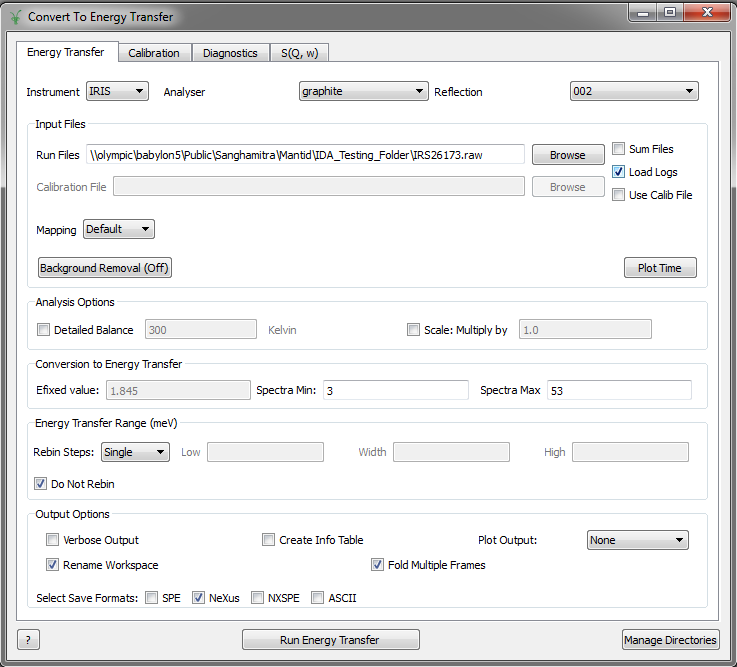 Convert To Energy Transfer
Energy Transfer Calibration Diagnostics S(Q, w)
Instrument IRIS Analyser graphite Reflection 002
Input Files
Run Files \\olympic\babylon5\Public\Sanghamitra\Mantid\IDA_Testing_Folder\IRS26173.raw Browse Sum Files
Load Logs
Calibration File Browse Use Calib File
Mapping Default
Background Removal (Off) Plot Time
Analysis Options
Detailed Balance 300 Kelvin Scale: Multiply by 1.0
Conversion to Energy Transfer
Efixed value: 1.845 Spectra Min: 3 Spectra Max 53
Energy Transfer Range (meV)
Rebin Steps: Single Low Width High
Do Not Rebin
Output Options
Verbose Output Create Info Table Plot Output: None
Rename Workspace Fold Multiple Frames
Select Save Formats: SPE NeXus NXSPE ASCII
? Run Energy Transfer Manage Directories